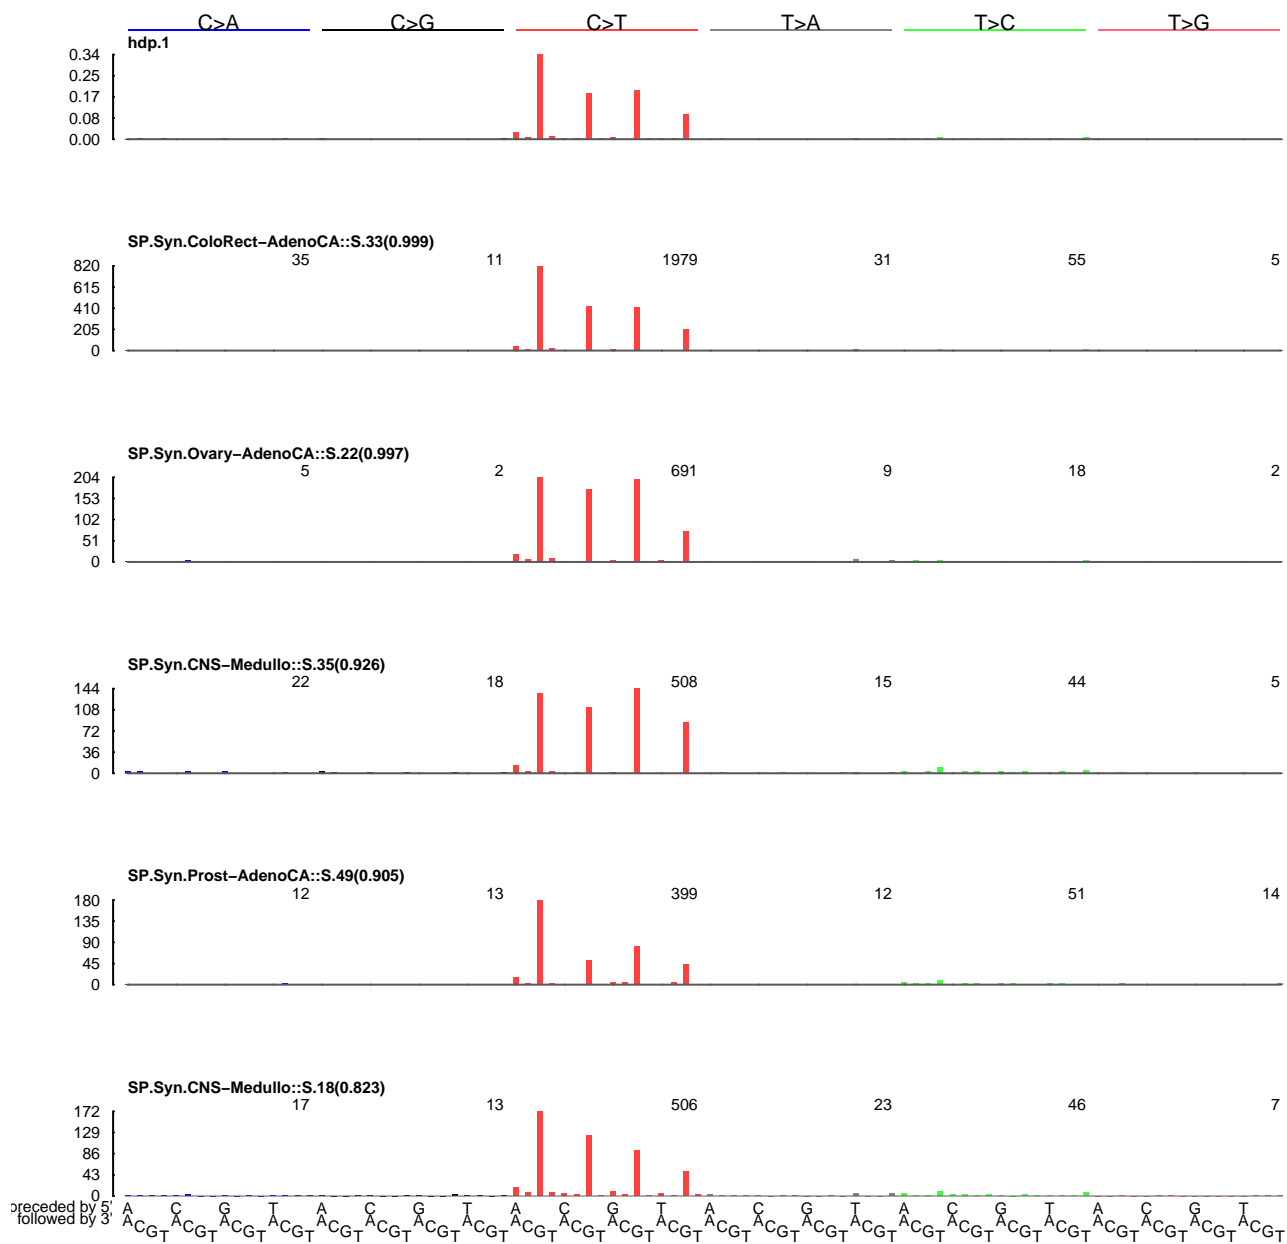 C>A C>G C>T T>A T>C T>G
hdp.1
0.34
0.25
0.17
0.08
0.00
SP.Syn.ColoRect−AdenoCA::S.33(0.999)
35 11 1979 31 55 5
820
615
410
205
0
SP.Syn.Ovary−AdenoCA::S.22(0.997)
5 2 691 9 18 2
204
153
102
51
0
SP.Syn.CNS−Medullo::S.35(0.926)
22 18 508 15 44 5
144
108
72
36
0
SP.Syn.Prost−AdenoCA::S.49(0.905)
12 13 399 12 51 14
180
135
90
45
0
SP.Syn.CNS−Medullo::S.18(0.823)
17 13 506 23 46 7
172
129
86
43
0
preceded by 5' A C G T A C G T A C G T A C G T A C G T A C G T
followed by 3' A C G T A C G T A C G T A C G T A C G T A C G T A C G T A C G T A C G T A C G T A C G T A C G T A C G T A C G T A C G T A C G T A C G T A C G T A C G T A C G T A C G T A C G T A C G T A C G T